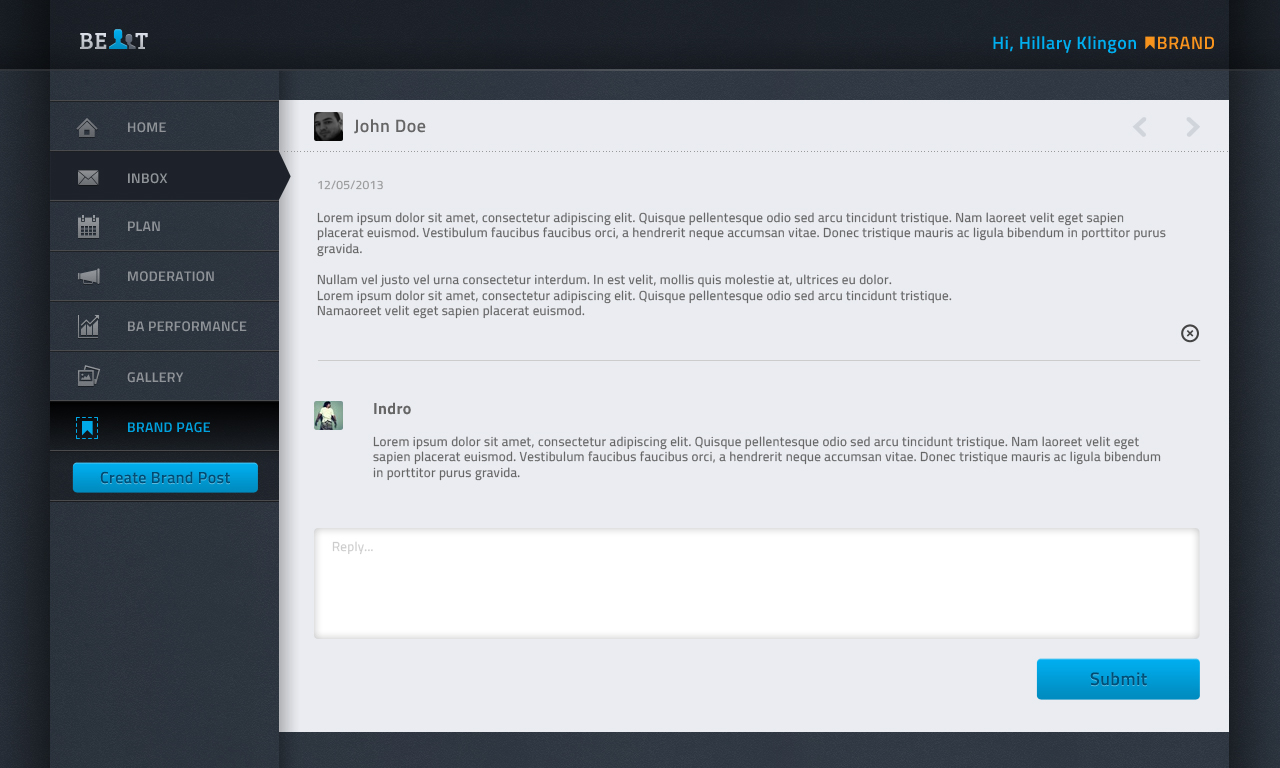 BE T
Hi, Hillary Klingon BRAND
HOME
INBOX
PLAN
MODERATION
BA PERFORMANCE
GALLERY
BRAND PAGE
Create Brand Post
John Doe
12/05/2013
Lorem ipsum dolor sit amet, consectetur adipiscing elit. Quisque pellentesque odio sed arcu tincidunt tristique. Nam laoreet velit eget sapien
placerat euismod. Vestibulum faucibus faucibus orci, a hendrerit neque accumsan vitae. Donec tristique mauris ac ligula bibendum in porttitor purus
gravida.
Nullam vel justo vel urna consectetur interdum. In est velit, mollis quis molestie at, ultrices eu dolor.
Lorem ipsum dolor sit amet, consectetur adipiscing elit. Quisque pellentesque odio sed arcu tincidunt tristique.
Namaoreet velit eget sapien placerat euismod.
Indro
Lorem ipsum dolor sit amet, consectetur adipiscing elit. Quisque pellentesque odio sed arcu tincidunt tristique. Nam laoreet velit eget
sapien placerat euismod. Vestibulum faucibus faucibus orci, a hendrerit neque accumsan vitae. Donec tristique mauris ac ligula bibendum
in porttitor purus gravida.
Reply...
Submit